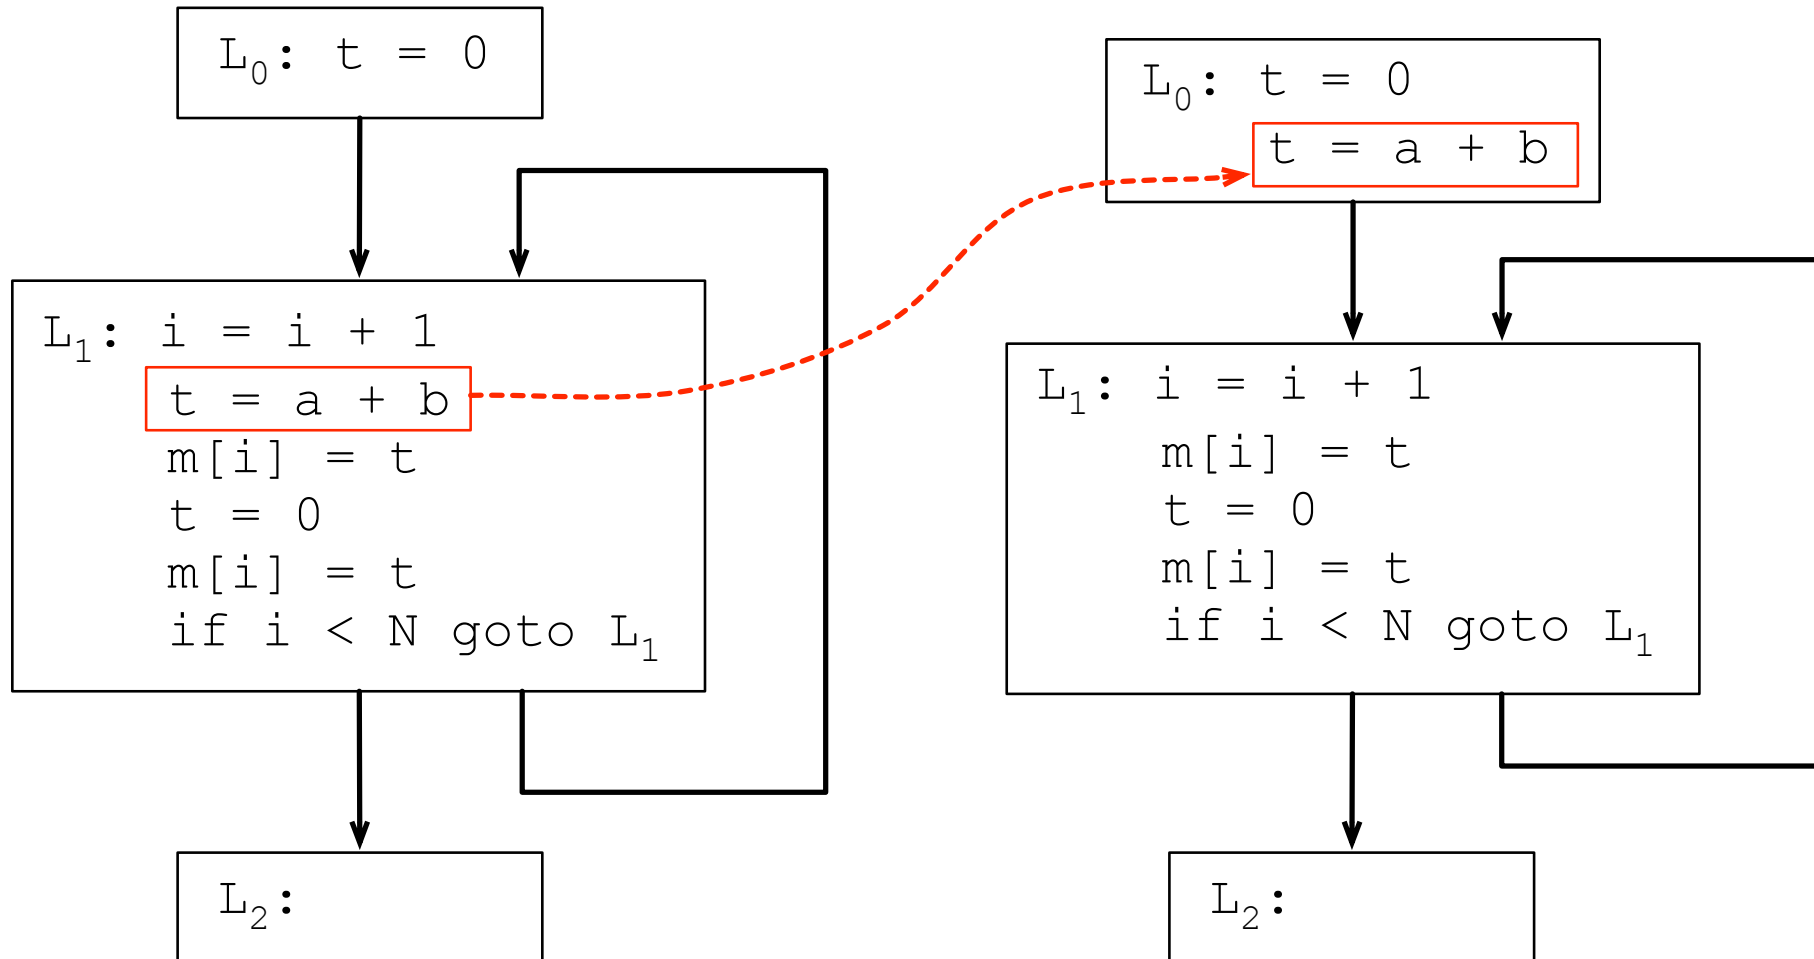 L₀: t = 0
L₁: i = i + 1
t = a + b
m[i] = t
t = 0
m[i] = t
if i < N goto L₁
L₂:
L₀: t = 0
t = a + b
L₁: i = i + 1
m[i] = t
t = 0
m[i] = t
if i < N goto L₁
L₂: